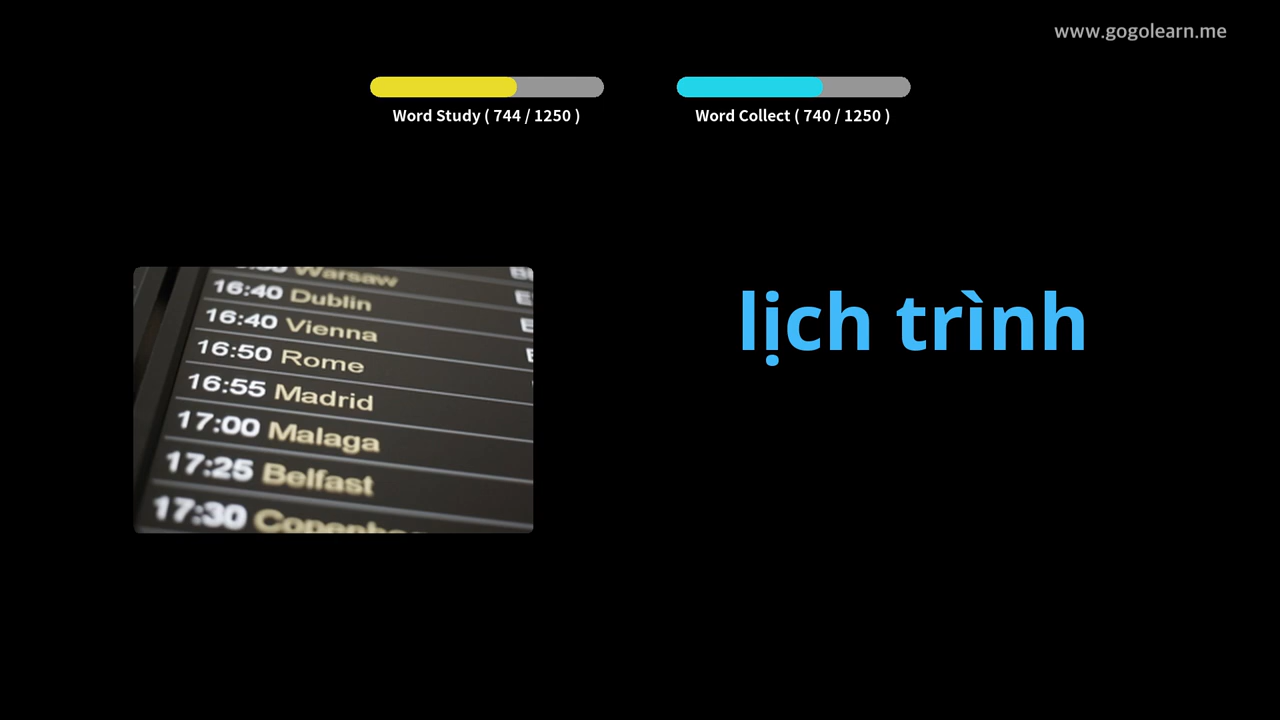 www.gogolearn.me
Word Study ( 744 / 1250 )
Word Collect ( 740 / 1250 )
Warsaw
16:40 Dublin
16:40 Vienna
16:50 Rome
16:55 Madrid
17:00 Malaga
17:25 Belfast
17:30
lịch trình